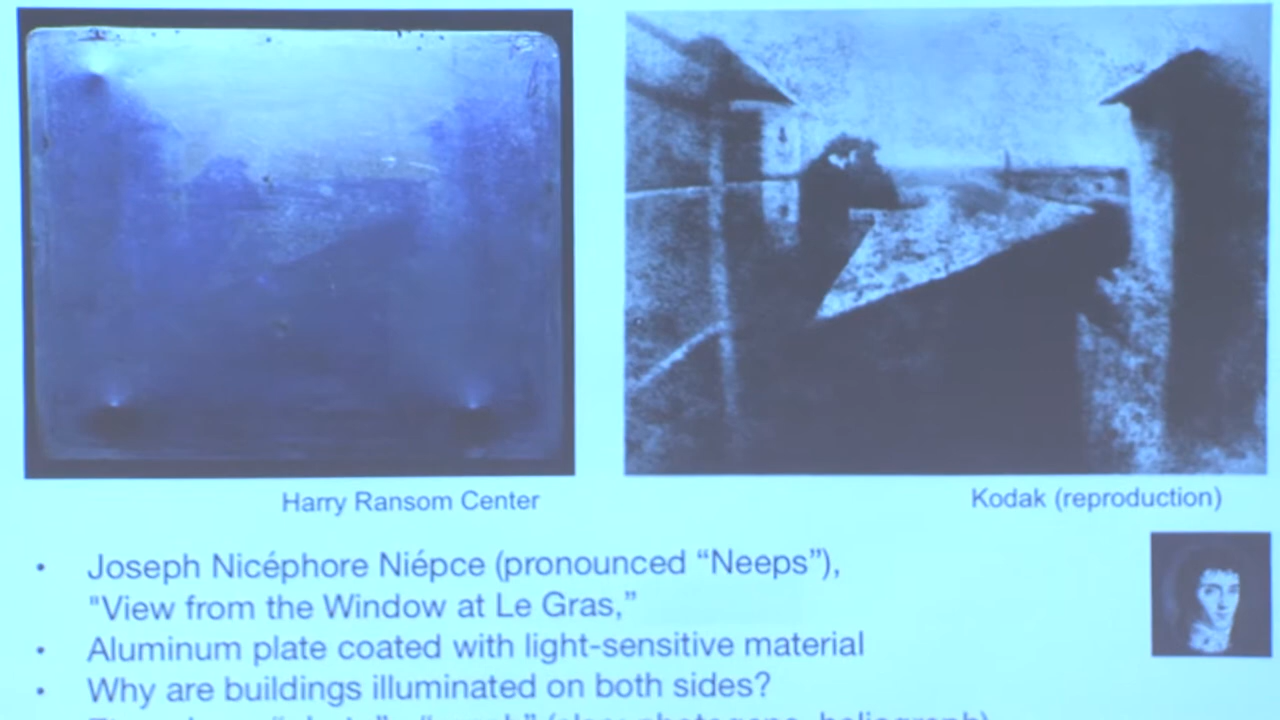 Harry Ransom Center
Kodak (reproduction)
• Joseph Nicéphore Niépce (pronounced “Neeps”),
"View from the Window at Le Gras,”
• Aluminum plate coated with light-sensitive material
• Why are buildings illuminated on both sides?